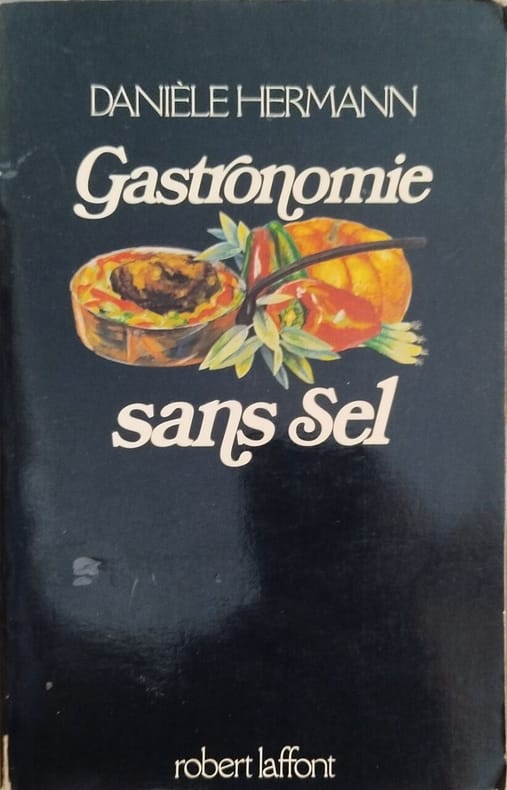 DANIÈLE HERMANN
Gastronomie
sans sel
robert laffont